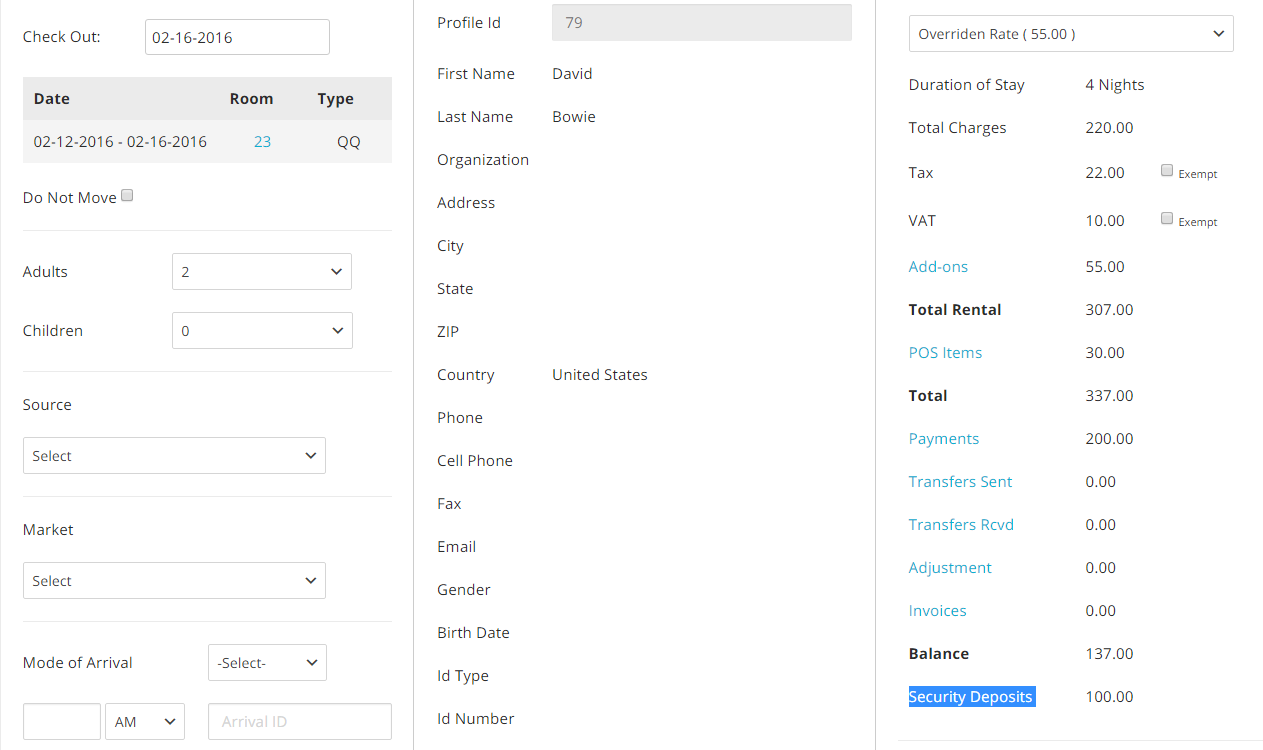 Check Out: 02-16-2016
Date Room Type
02-12-2016 - 02-16-2016 23 QQ
Do Not Move
Adults 2
Children 0
Source
Select
Market
Select
Mode of Arrival -Select-
AM Arrival ID
Profile Id 79
First Name David
Last Name Bowie
Organization
Address
City
State
ZIP
Country United States
Phone
Cell Phone
Fax
Email
Gender
Birth Date
Id Type
Id Number
Overriden Rate ( 55.00 )
Duration of Stay 4 Nights
Total Charges 220.00
Tax 22.00 Exempt
VAT 10.00 Exempt
Add-ons 55.00
Total Rental 307.00
POS Items 30.00
Total 337.00
Payments 200.00
Transfers Sent 0.00
Transfers Rcvd 0.00
Adjustment 0.00
Invoices 0.00
Balance 137.00
Security Deposits 100.00